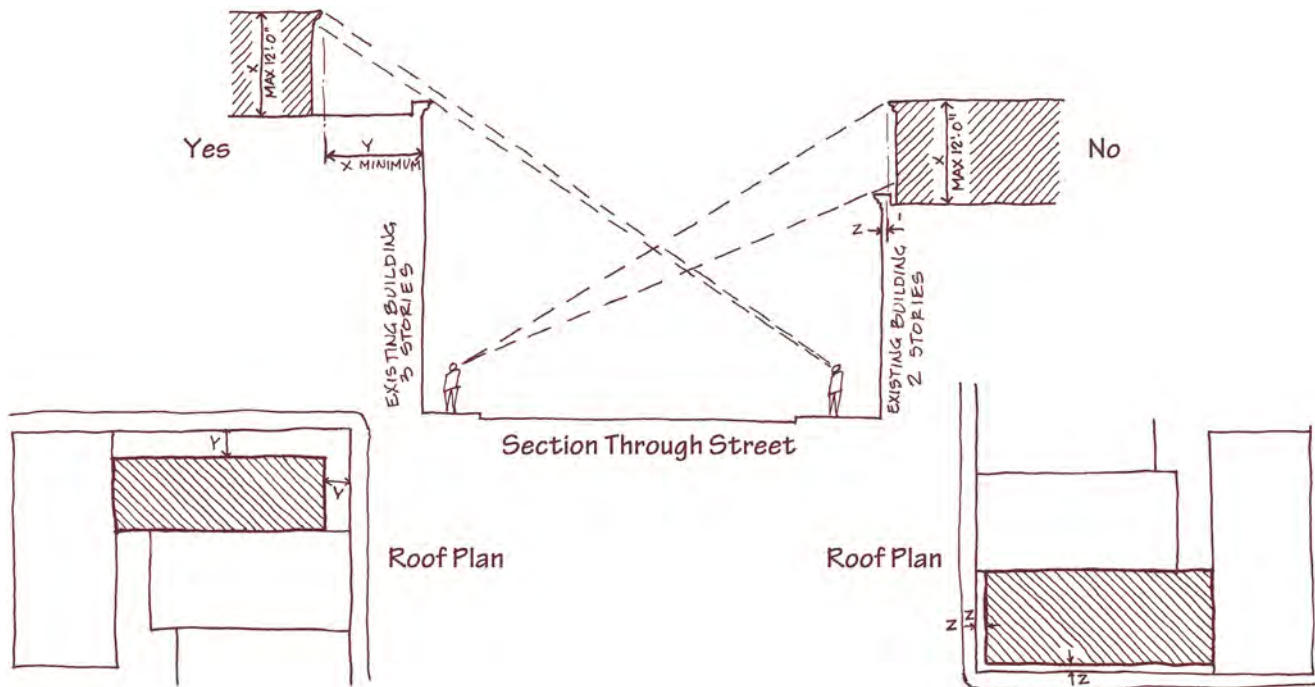 X
MAX 12'-0"
Yes
Y
X MINIMUM
X
MAX 12'-0"
No
Z
EXISTING BUILDING
3 STORIES
EXISTING BUILDING
2 STORIES
Section Through Street
Y
Y
Roof Plan
Roof Plan
Z
Z
Z